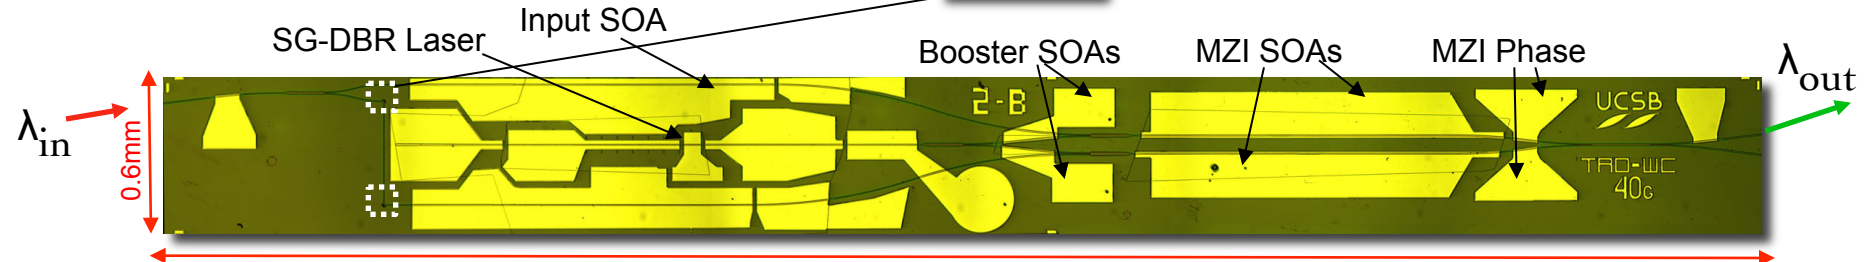 Input SOA
SG-DBR Laser
Booster SOAs
MZI SOAs
MZI Phase
λin
λout
0.6mm
2-B
UCSB
TAO-WC
40G